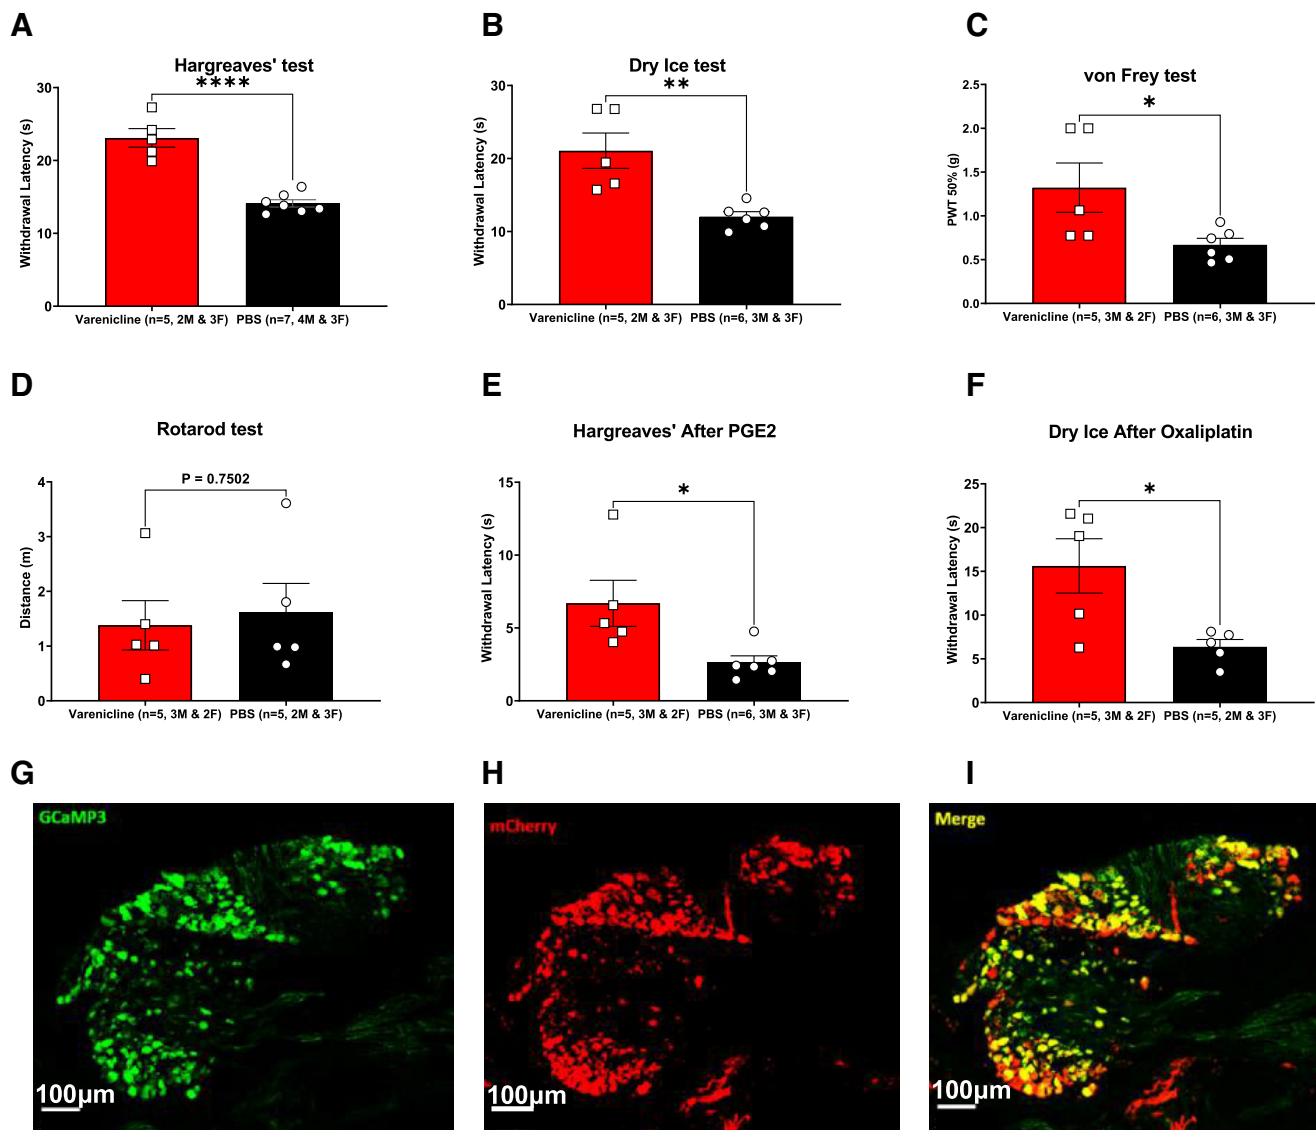 A
B
C
Hargreaves' test
****
Withdrawal Latency (s)
30
20
10
0
Varenicline (n=5, 2M & 3F) PBS (n=7, 4M & 3F)
Dry Ice test
**
Withdrawal Latency (s)
30
20
10
0
Varenicline (n=5, 2M & 3F) PBS (n=6, 3M & 3F)
von Frey test
*
PWT 50% (g)
2.5
2.0
1.5
1.0
0.5
0.0
Varenicline (n=5, 3M & 2F) PBS (n=6, 3M & 3F)
D
E
F
Rotarod test
P = 0.7502
Distance (m)
4
3
2
1
0
Varenicline (n=5, 3M & 2F) PBS (n=5, 2M & 3F)
Hargreaves' After PGE2
*
Withdrawal Latency (s)
15
10
5
0
Varenicline (n=5, 3M & 2F) PBS (n=6, 3M & 3F)
Dry Ice After Oxaliplatin
*
Withdrawal Latency (s)
25
20
15
10
5
0
Varenicline (n=5, 3M & 2F) PBS (n=5, 2M & 3F)
G
H
I
GCaMP3
100μm
mCherry
100μm
Merge
100μm